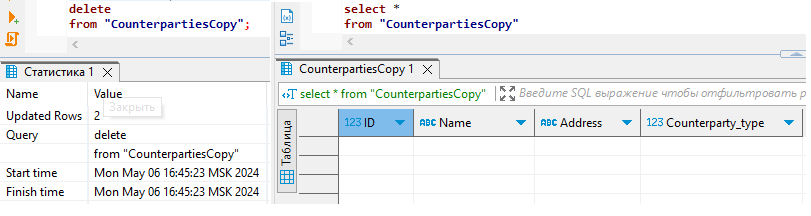 delete
from "CounterpartiesCopy";
Статистика 1
Name Value
Закрыть
Updated Rows 2
Query delete
from "CounterpartiesCopy"
Start time Mon May 06 16:45:23 MSK 2024
Finish time Mon May 06 16:45:23 MSK 2024
select *
from "CounterpartiesCopy"
CounterpartiesCopy 1
select * from "CounterpartiesCopy" Введите SQL выражение чтобы отфильтровать
Таблица
123 ID ABC Name ABC Address 123 Counterparty_type